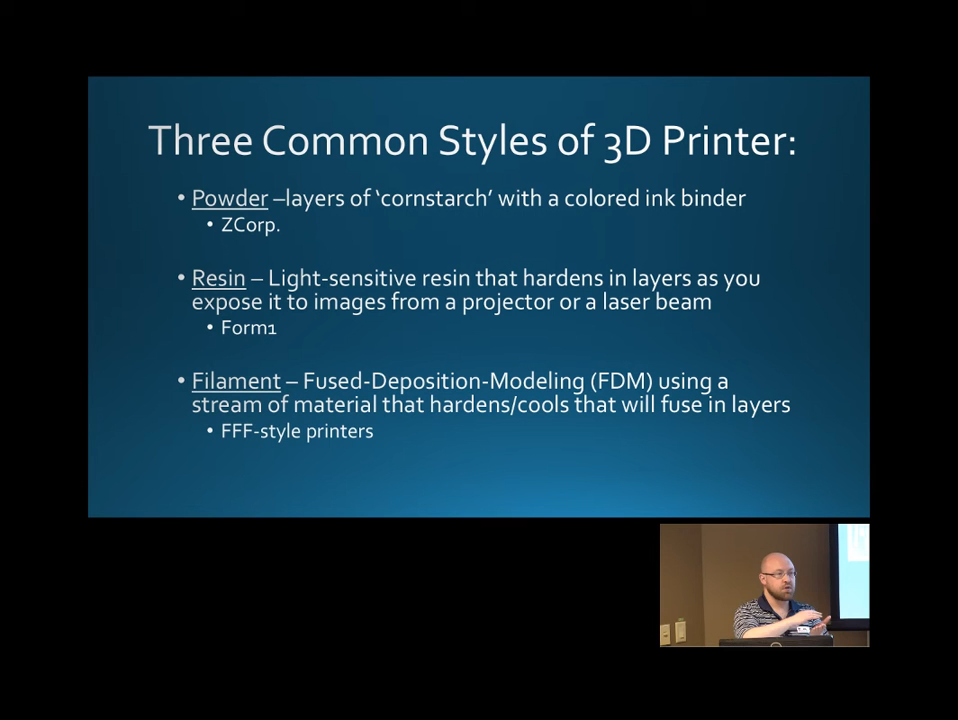 Three Common Styles of 3D Printer:
• Powder –layers of ‘cornstarch’ with a colored ink binder
• ZCorp.
• Resin – Light-sensitive resin that hardens in layers as you
expose it to images from a projector or a laser beam
• Form1
• Filament – Fused-Deposition-Modeling (FDM) using a
stream of material that hardens/cools that will fuse in layers
• FFF-style printers